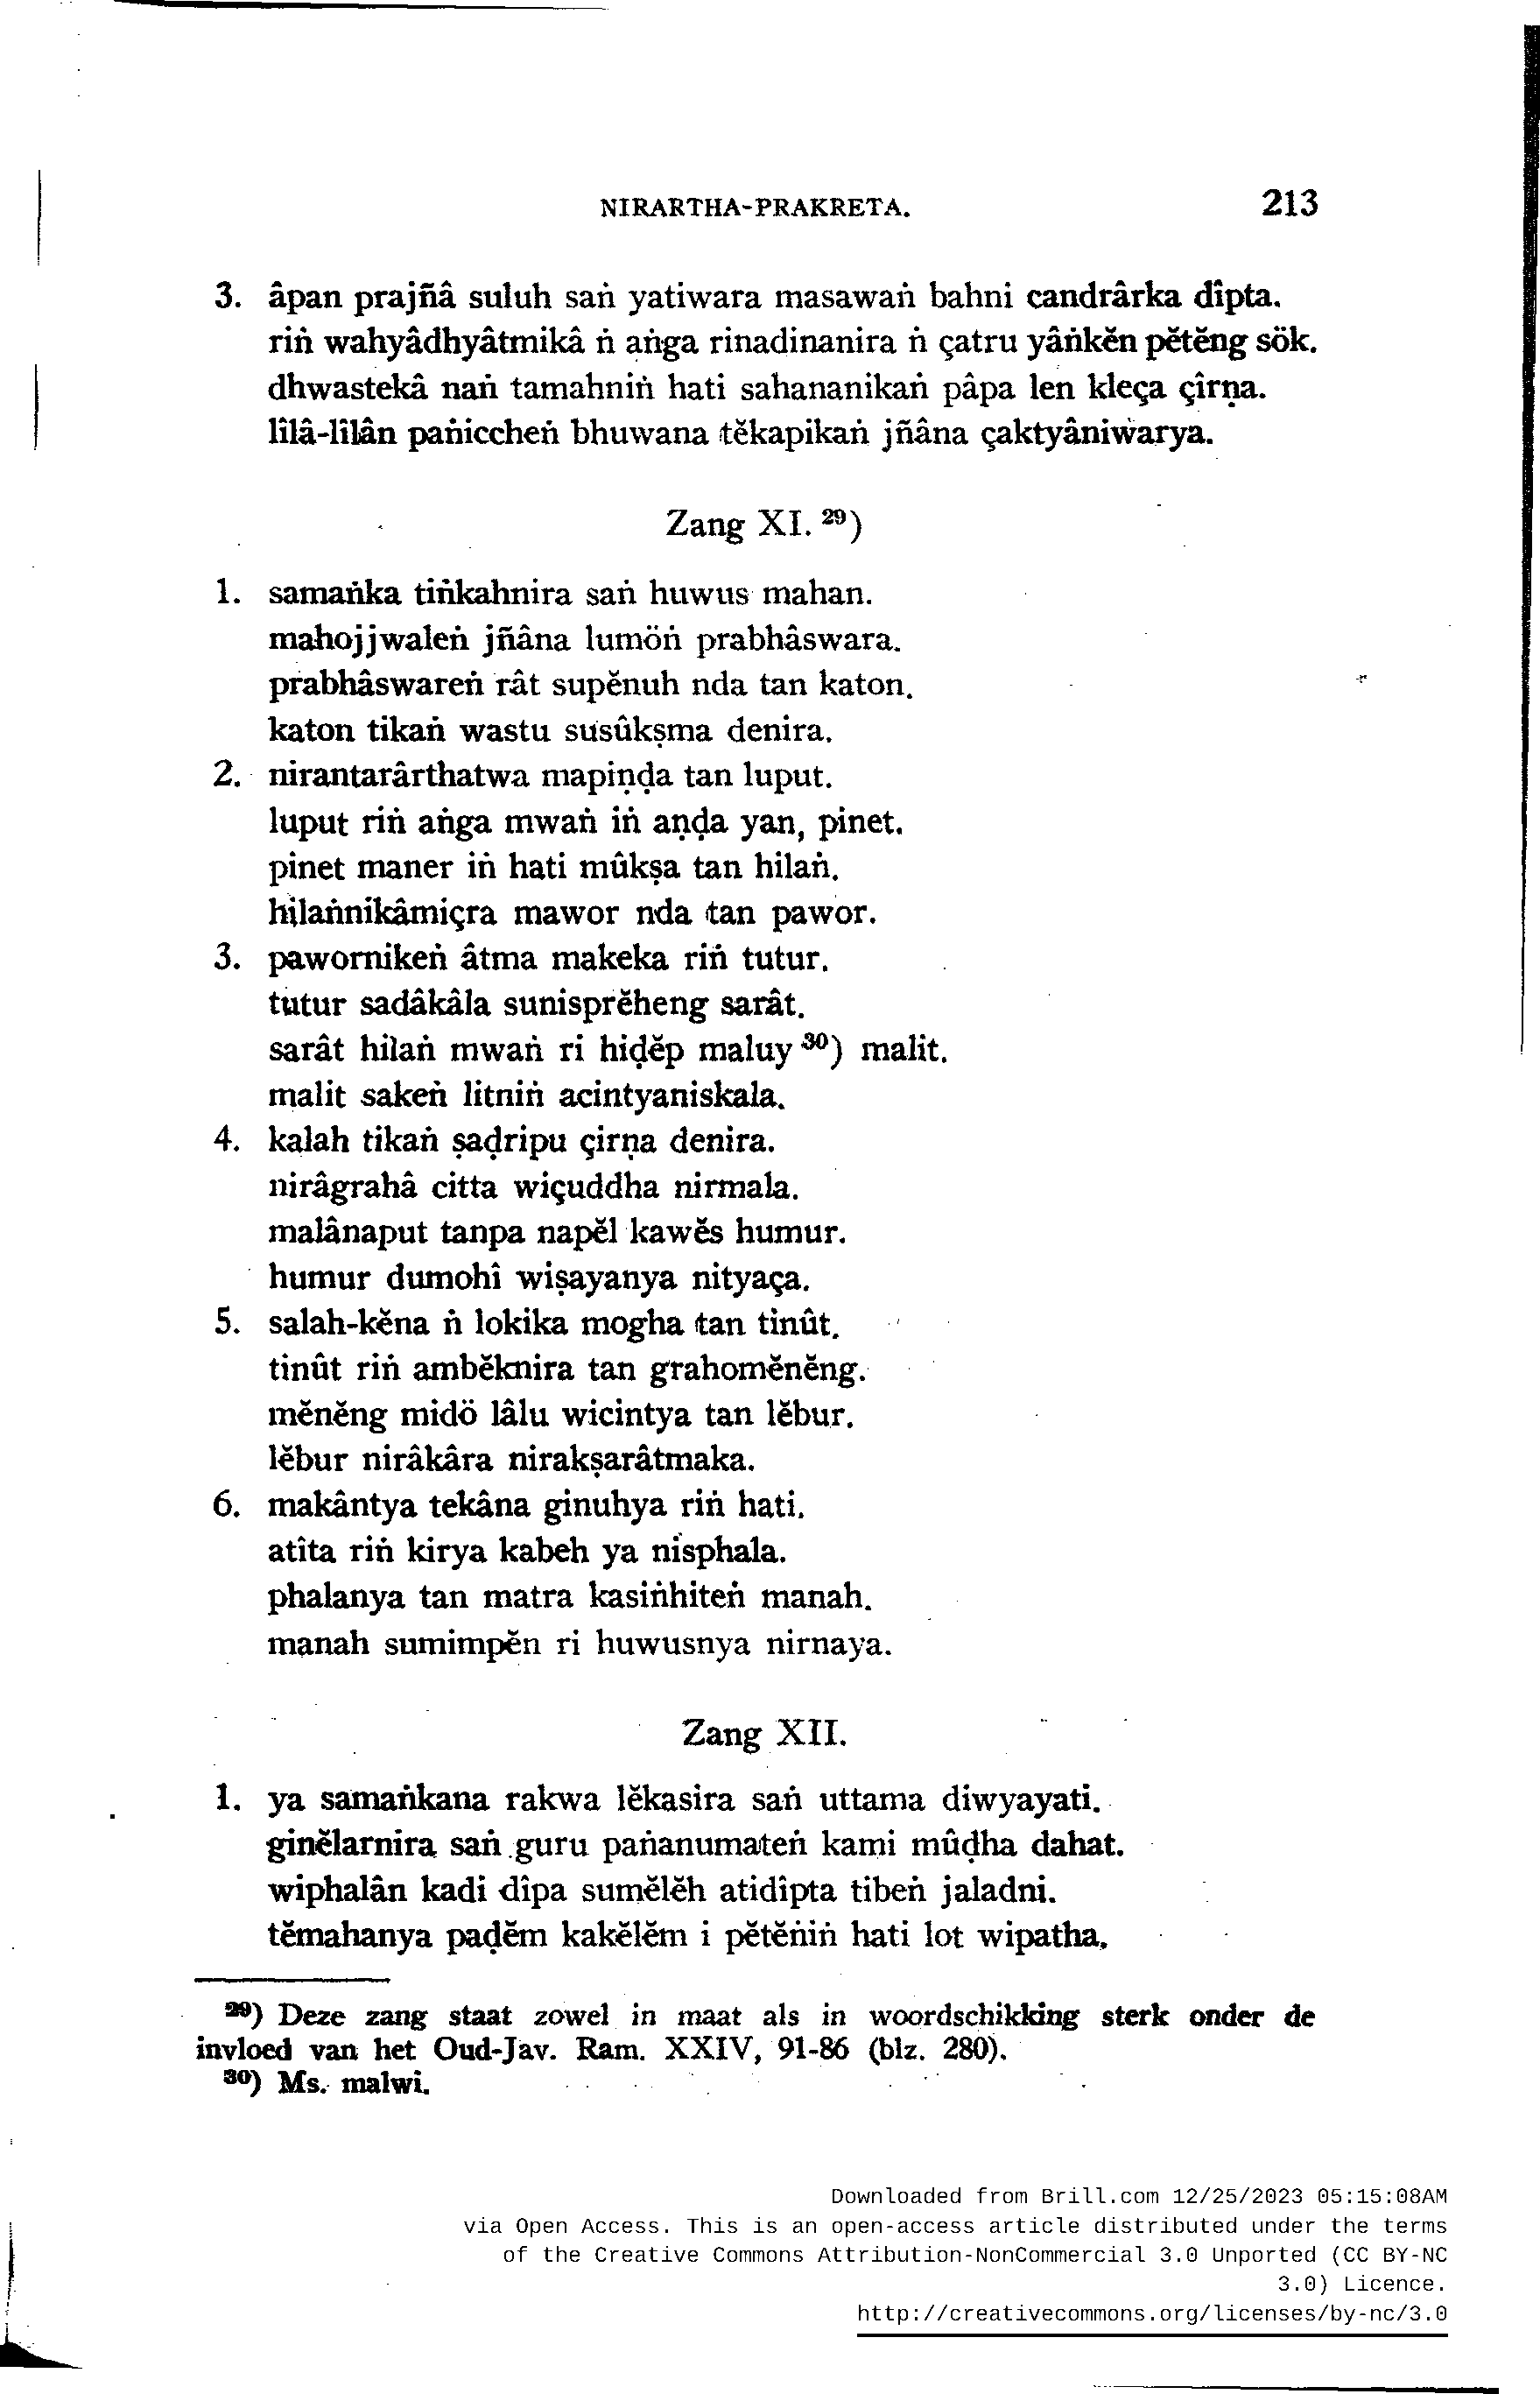 NIRARTHA-PRAKRETA. 213
3. âpan prajñâ suluh saṅ yatiwara masawaṅ bahni candrârka dîpta.
riṅ wahyâdhyâtmikâ ṅ aṅga rinadinanira ṅ çatru yâṅkĕn pĕtĕng sök.
dhwastekâ naṅ tamahniṅ hati sahananikaṅ pâpa len kleça çîrṇa.
lîlâ-lîlân paṅiccheṅ bhuwana tĕkapikaṅ jñâna çaktyâniwarya.
Zang XI. ²⁹)
1. samaṅka tiṅkahnira saṅ huwus mahan.
mahojjwaleṅ jñâna lumöṅ prabhâswara.
prabhâswareṅ rât supĕnuh nda tan katon.
katon tikaṅ wastu susûkṣma denira.
2. nirantarârthatwa mapiṇḍa tan luput.
luput riṅ aṅga mwaṅ iṅ aṇḍa yan, pinet.
pinet maner iṅ hati mûkṣa tan hilaṅ.
hilaṅnikâmiçra mawor nda tan pawor.
3. pawornikeṅ âtma makeka riṅ tutur.
tutur sadâkâla sunisprĕheng sarât.
sarât hilaṅ mwaṅ ri hiḍĕp maluy ³⁰) malit.
malit sakeṅ litniṅ acintyaniskala.
4. kalah tikaṅ ṣaḍripu çirṇa denira.
nirâgrahâ citta wiçuddha nirmala.
malânaput tanpa napĕl kawĕs humur.
humur dumohî wiṣayanya nityaça.
5. salah-kĕna ṅ lokika mogha tan tinût.
tinût riṅ ambĕknira tan grahomĕnĕng.
mĕnĕng midö lâlu wicintya tan lĕbur.
lĕbur nirâkâra nirakṣarâtmaka.
6. makântya tekâna ginuhya riṅ hati.
atîta riṅ kirya kabeh ya nisphala.
phalanya tan matra kasiṅhiteṅ manah.
manah sumimpĕn ri huwusnya nirnaya.
Zang XII.
1. ya samaṅkana rakwa lĕkasira saṅ uttama diwyayati.
ginĕlarnira saṅ guru paṅanumateṅ kami mûḍha dahat.
wiphalân kadi dîpa sumĕlĕh atidîpta tibeṅ jaladni.
tĕmahanya paḍĕm kakĕlĕm i pĕtĕṅiṅ hati lot wipatha.
²⁹) Deze zang staat zowel in maat als in woordschikking sterk onder de
invloed van het Oud-Jav. Ram. XXIV, 91-86 (blz. 280).
³⁰) Ms. malwi.
Downloaded from Brill.com 12/25/2023 05:15:08AM
via Open Access. This is an open-access article distributed under the terms
of the Creative Commons Attribution-NonCommercial 3.0 Unported (CC BY-NC
3.0) Licence.
http://creativecommons.org/licenses/by-nc/3.0